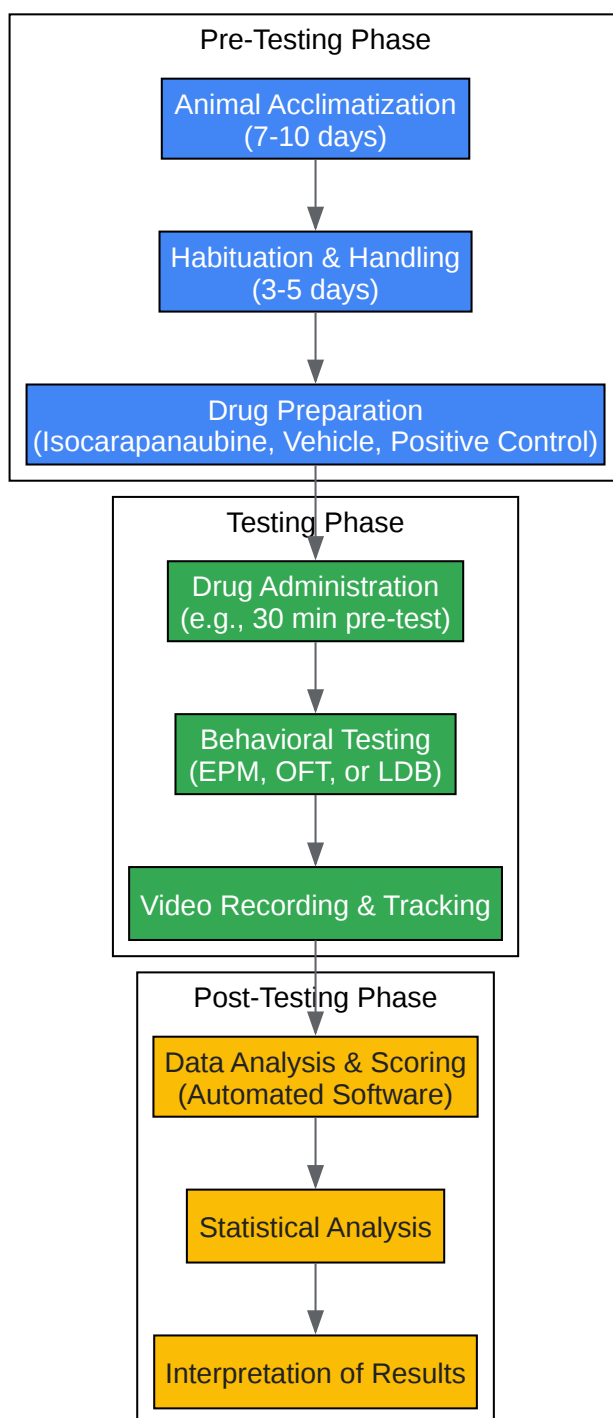 Pre-Testing Phase
Animal Acclimatization
(7-10 days)
Habituation & Handling
(3-5 days)
Drug Preparation
(Isocarapanaubine, Vehicle, Positive Control)
Testing Phase
Drug Administration
(e.g., 30 min pre-test)
Behavioral Testing
(EPM, OFT, or LDB)
Video Recording & Tracking
Post-Testing Phase
Data Analysis & Scoring
(Automated Software)
Statistical Analysis
Interpretation of Results